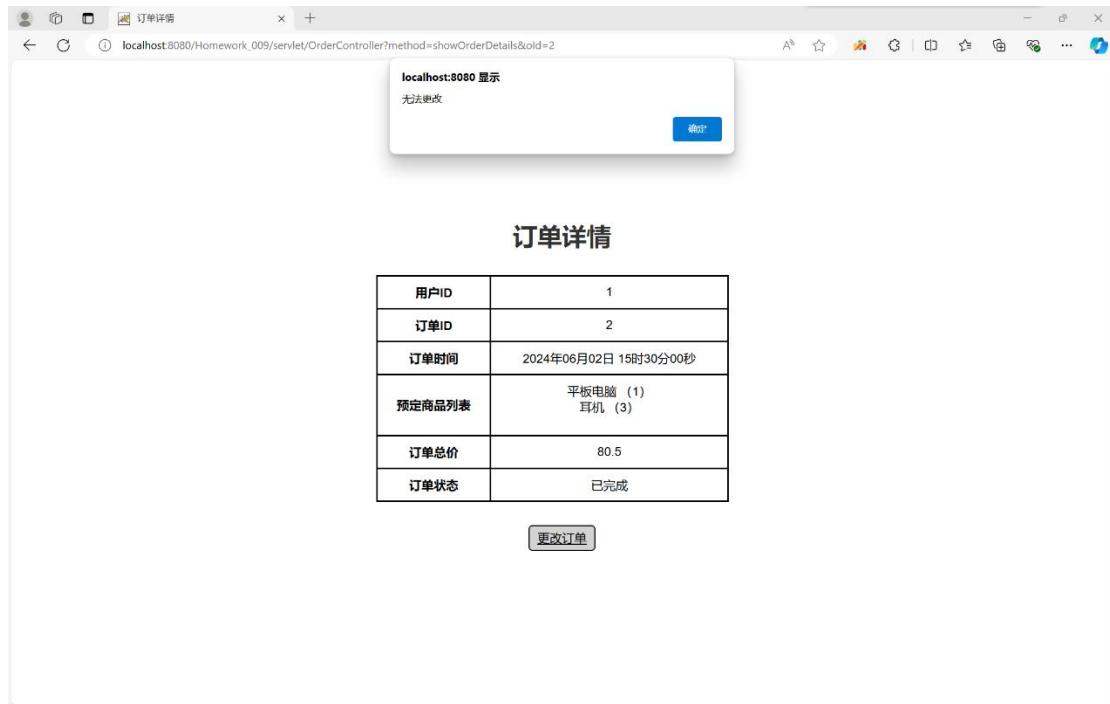 订单详情
localhost:8080/Homework_009/servlet/OrderController?method=showOrderDetails&oId=2
localhost:8080 显示
无法更改
确定
订单详情
用户ID 1
订单ID 2
订单时间 2024年06月02日 15时30分00秒
预定商品列表 平板电脑 （1）
耳机 （3）
订单总价 80.5
订单状态 已完成
更改订单